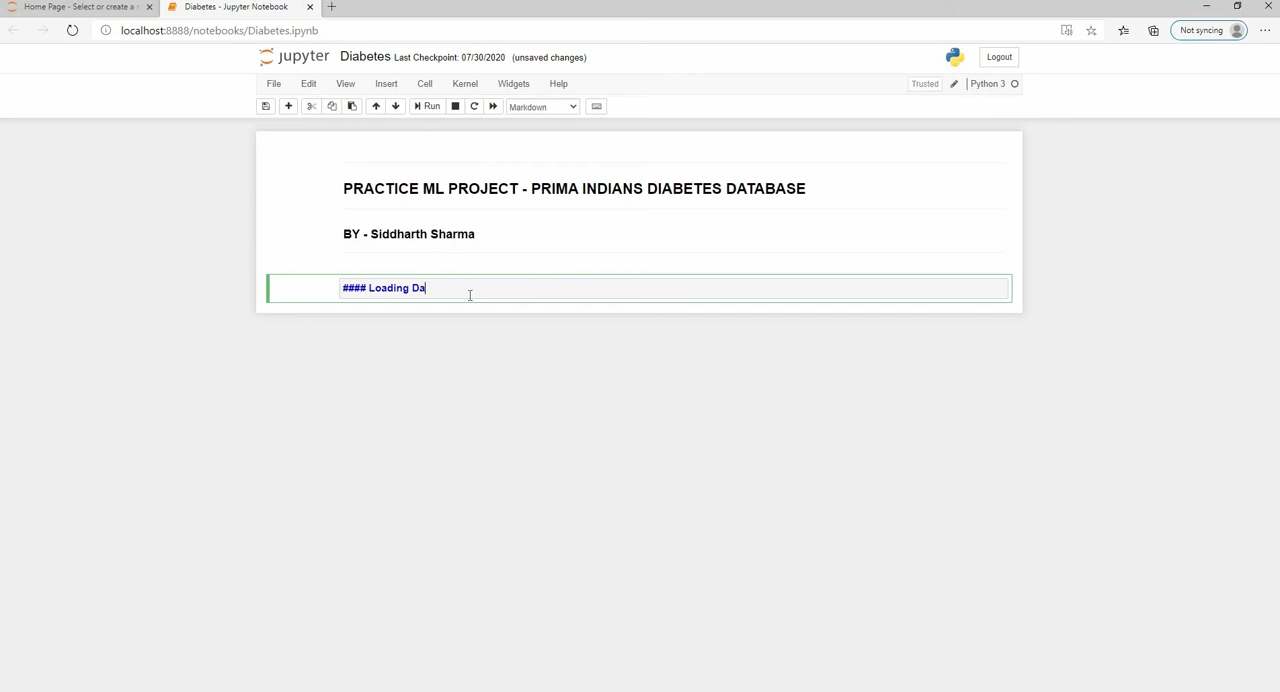 Home Page - Select or create a n
Diabetes - Jupyter Notebook
localhost:8888/notebooks/Diabetes.ipynb
Not syncing
jupyter Diabetes Last Checkpoint: 07/30/2020 (unsaved changes)
Logout
File Edit View Insert Cell Kernel Widgets Help
Trusted
Python 3
Run
Markdown
PRACTICE ML PROJECT - PRIMA INDIANS DIABETES DATABASE
BY - Siddharth Sharma
#### Loading Da